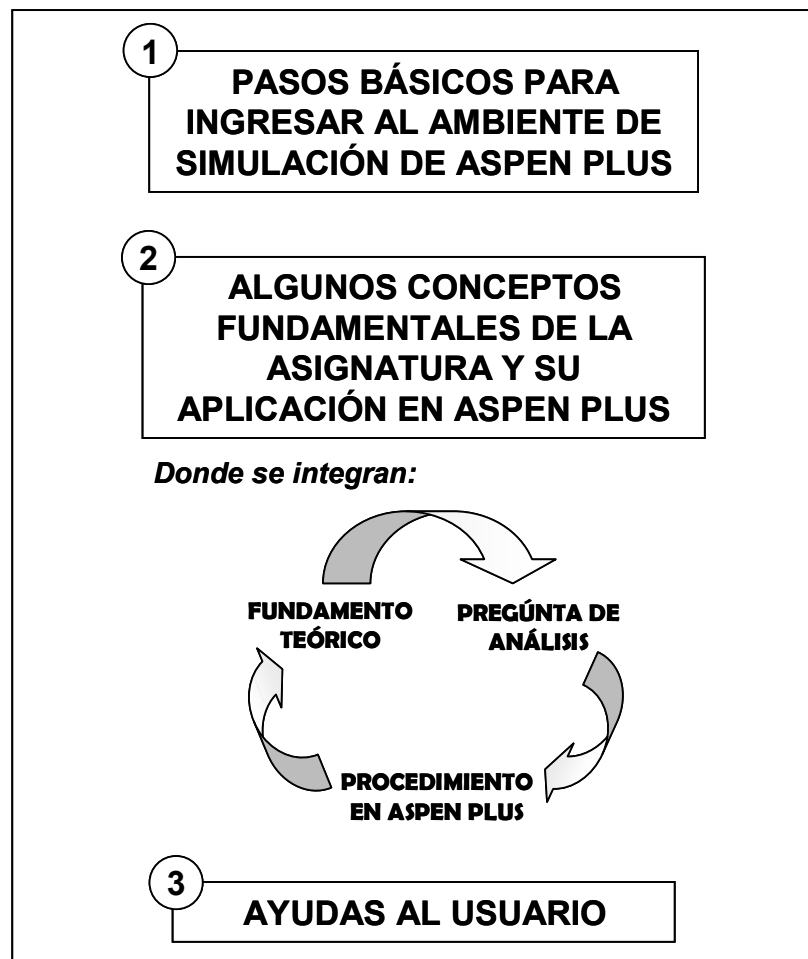 1
PASOS BÁSICOS PARA
INGRESAR AL AMBIENTE DE
SIMULACIÓN DE ASPEN PLUS
2
ALGUNOS CONCEPTOS
FUNDAMENTALES DE LA
ASIGNATURA Y SU
APLICACIÓN EN ASPEN PLUS
Donde se integran:
FUNDAMENTO
TEÓRICO
PREGÚNTA DE
ANÁLISIS
PROCEDIMIENTO
EN ASPEN PLUS
3
AYUDAS AL USUARIO